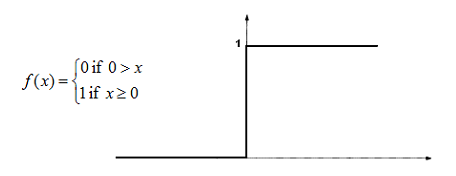 f(x) = { 0 if 0 > x
1 if x ≥ 0
1